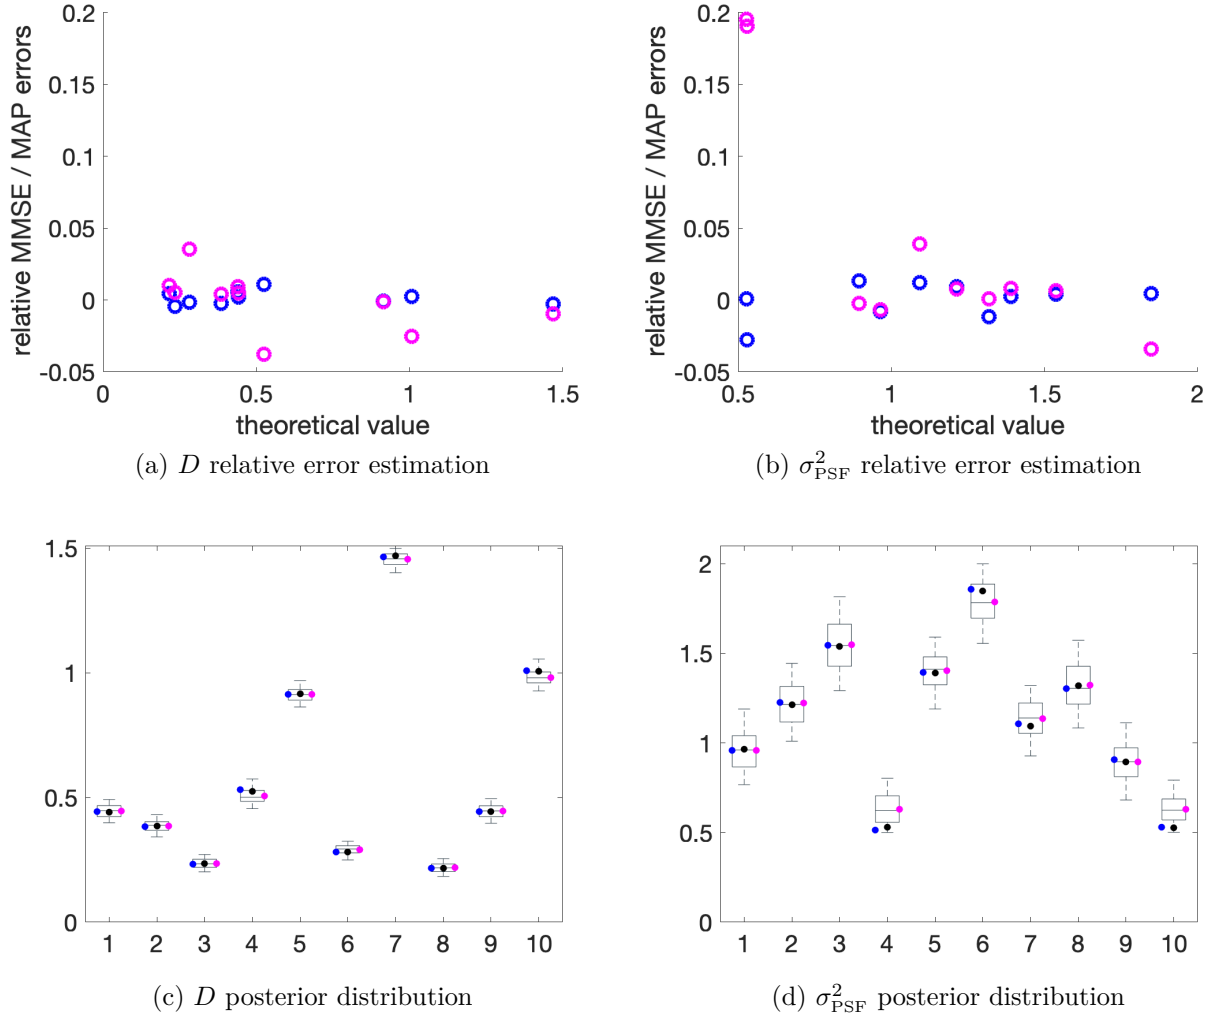 relative MMSE / MAP errors
0.2
0.15
0.1
0.05
0
-0.05
0 0.5 1 1.5
theoretical value
(a) D relative error estimation
relative MMSE / MAP errors
0.2
0.15
0.1
0.05
0
-0.05
0.5 1 1.5 2
theoretical value
(b) σ²PSF relative error estimation
1.5
1
0.5
0
1 2 3 4 5 6 7 8 9 10
(c) D posterior distribution
2
1.5
1
0.5
0
1 2 3 4 5 6 7 8 9 10
(d) σ²PSF posterior distribution